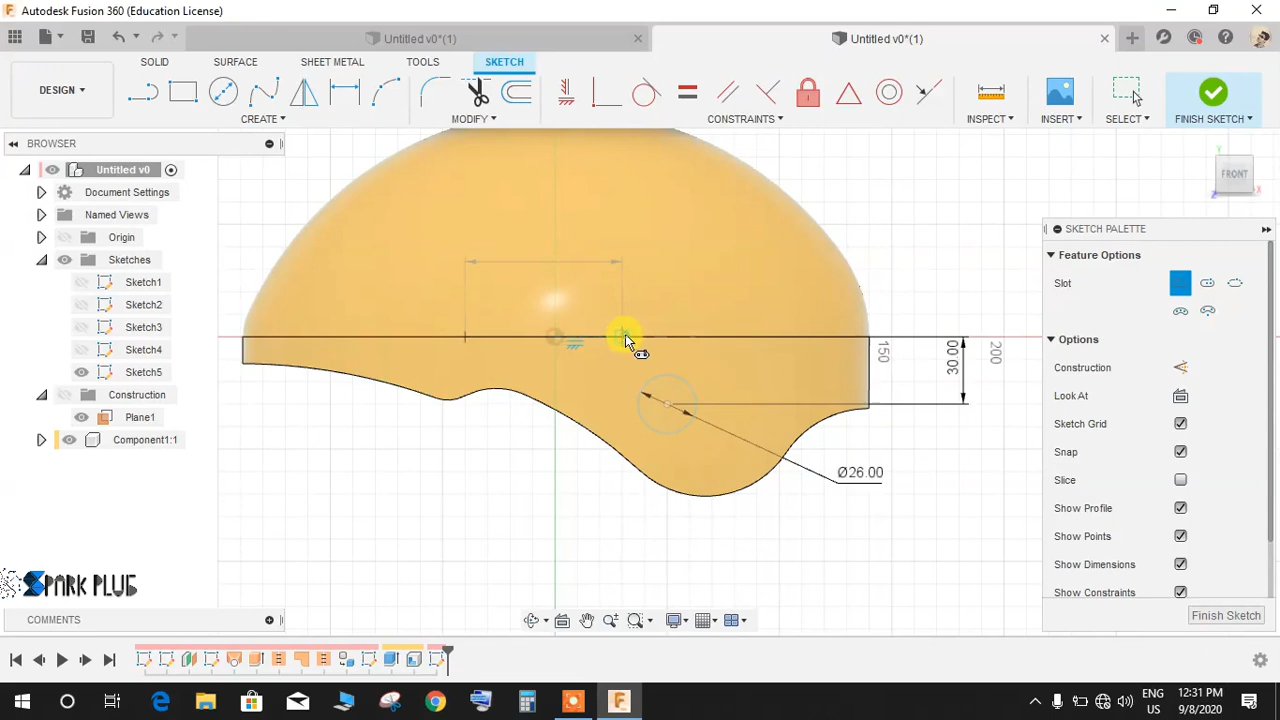 Autodesk Fusion 360 (Education License)
Untitled v0*(1)
Untitled v0*(1)
DESIGN
SOLID SURFACE SHEET METAL TOOLS SKETCH
CREATE MODIFY CONSTRAINTS INSPECT INSERT SELECT FINISH SKETCH
BROWSER
Untitled v0
Document Settings
Named Views
Origin
Sketches
Sketch1
Sketch2
Sketch3
Sketch4
Sketch5
Construction
Plane1
Component1:1
FRONT
Y
Z
X
150
200
30.00
Ø26.00
SKETCH PALETTE
Feature Options
Slot
Options
Construction
Look At
Sketch Grid
Snap
Slice
Show Profile
Show Points
Show Dimensions
Show Constraints
Finish Sketch
SPARK PLUG
COMMENTS
ENG
US
12:31 PM
9/8/2020